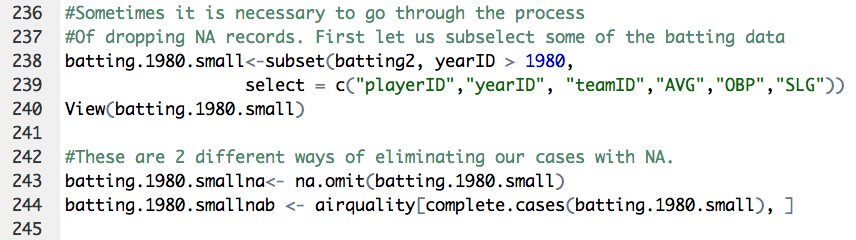 236 #Sometimes it is necessary to go through the process
237 #Of dropping NA records. First let us subselect some of the batting data
238 batting.1980.small<-subset(batting2, yearID > 1980,
239 select = c("playerID","yearID", "teamID","AVG","OBP","SLG"))
240 View(batting.1980.small)
241
242 #These are 2 different ways of eliminating our cases with NA.
243 batting.1980.smallna<- na.omit(batting.1980.small)
244 batting.1980.smallnab <- airquality[complete.cases(batting.1980.small), ]
245